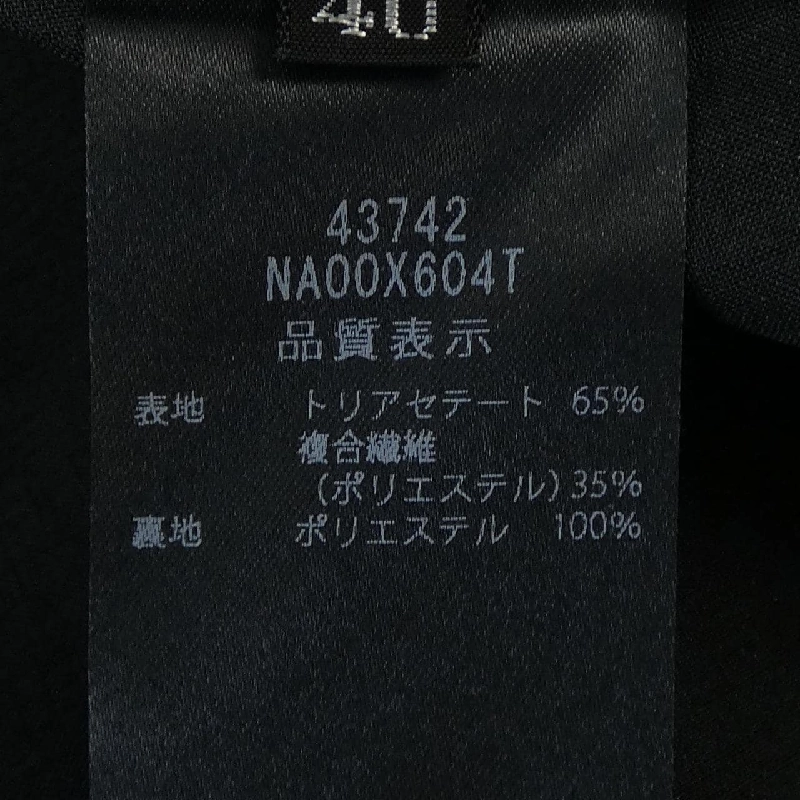 40
43742
NA00X604T
品質表示
表地 トリアセテート 65%
複合繊維
(ポリエステル)35%
裏地 ポリエステル 100%